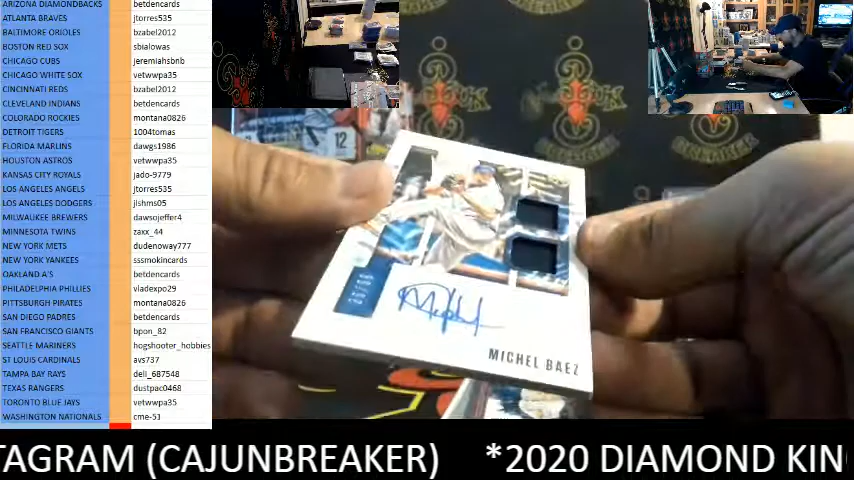 ARIZONA DIAMONDBACKS betdencards
ATLANTA BRAVES jtorres535
BALTIMORE ORIOLES bzabel2012
BOSTON RED SOX sbialowas
CHICAGO CUBS jeremiahsbnb
CHICAGO WHITE SOX vetwwpa35
CINCINNATI REDS bzabel2012
CLEVELAND INDIANS betdencards
COLORADO ROCKIES montana0826
DETROIT TIGERS 1004tomas
FLORIDA MARLINS dawgs1986
HOUSTON ASTROS vetwwpa35
KANSAS CITY ROYALS jado-9779
LOS ANGELES ANGELS jtorres535
LOS ANGELES DODGERS jlshms05
MILWAUKEE BREWERS dawsojeffer4
MINNESOTA TWINS zaxx_44
NEW YORK METS dudenoway777
NEW YORK YANKEES sssmokincards
OAKLAND A'S betdencards
PHILADELPHIA PHILLIES vladexpo29
PITTSBURGH PIRATES montana0826
SAN DIEGO PADRES betdencards
SAN FRANCISCO GIANTS bpon_82
SEATTLE MARINERS hogshooter_hobbies
ST LOUIS CARDINALS avs737
TAMPA BAY RAYS deli_687548
TEXAS RANGERS dustpac0468
TORONTO BLUE JAYS vetwwpa35
WASHINGTON NATIONALS cme-53
12
BREAKER
MICHEL BAEZ
TAGRAM (CAJUNBREAKER) *2020 DIAMOND KIN